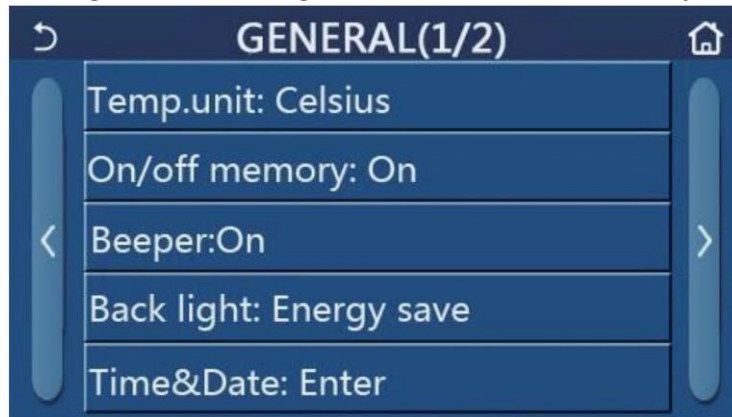 GENERAL(1/2)
Temp.unit: Celsius
On/off memory: On
Beeper:On
Back light: Energy save
Time&Date: Enter